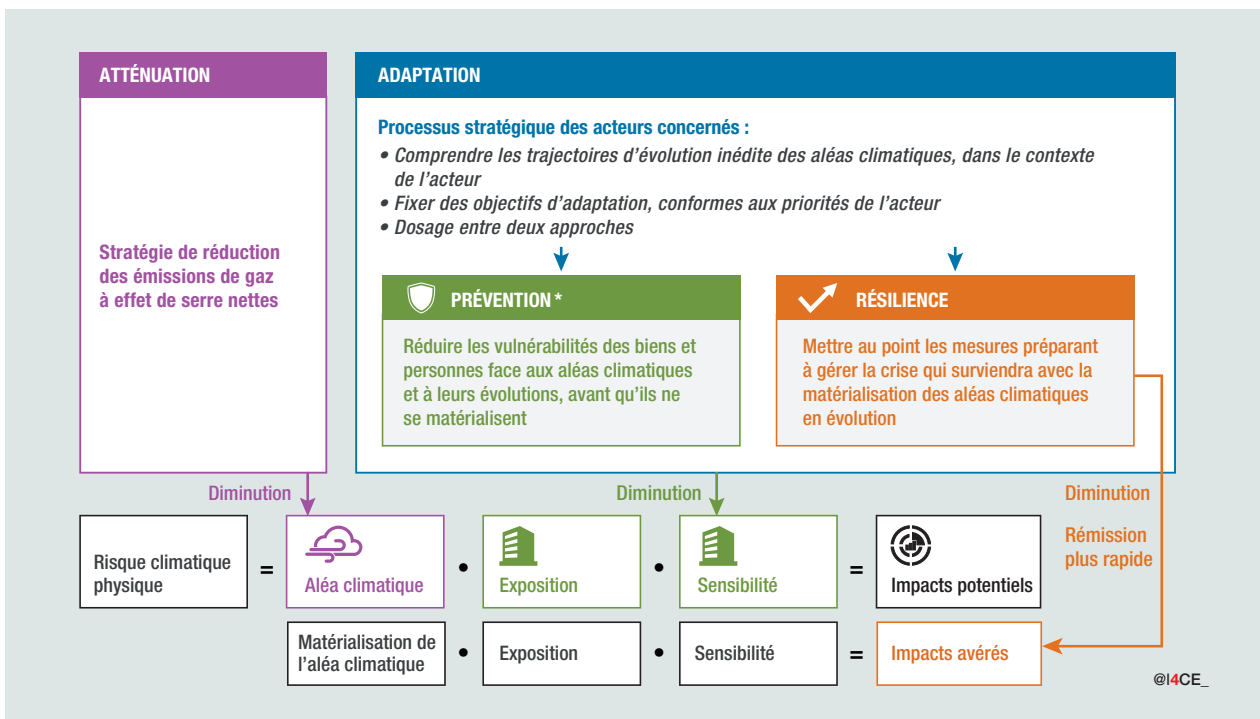 ATTÉNUATION
Stratégie de réduction
des émissions de gaz
à effet de serre nettes
ADAPTATION
Processus stratégique des acteurs concernés :
• Comprendre les trajectoires d’évolution inédite des aléas climatiques, dans le contexte
de l’acteur
• Fixer des objectifs d’adaptation, conformes aux priorités de l’acteur
• Dosage entre deux approches
PRÉVENTION*
Réduire les vulnérabilités des biens et
personnes face aux aléas climatiques
et à leurs évolutions, avant qu’ils ne
se matérialisent
RÉSILIENCE
Mettre au point les mesures préparant
à gérer la crise qui surviendra avec la
matérialisation des aléas climatiques
en évolution
Diminution
Diminution
Diminution
Rémission
plus rapide
Risque climatique
physique
=
Aléa climatique
•
Exposition
•
Sensibilité
=
Impacts potentiels
Matérialisation de
l’aléa climatique
•
Exposition
•
Sensibilité
=
Impacts avérés
@I4CE_